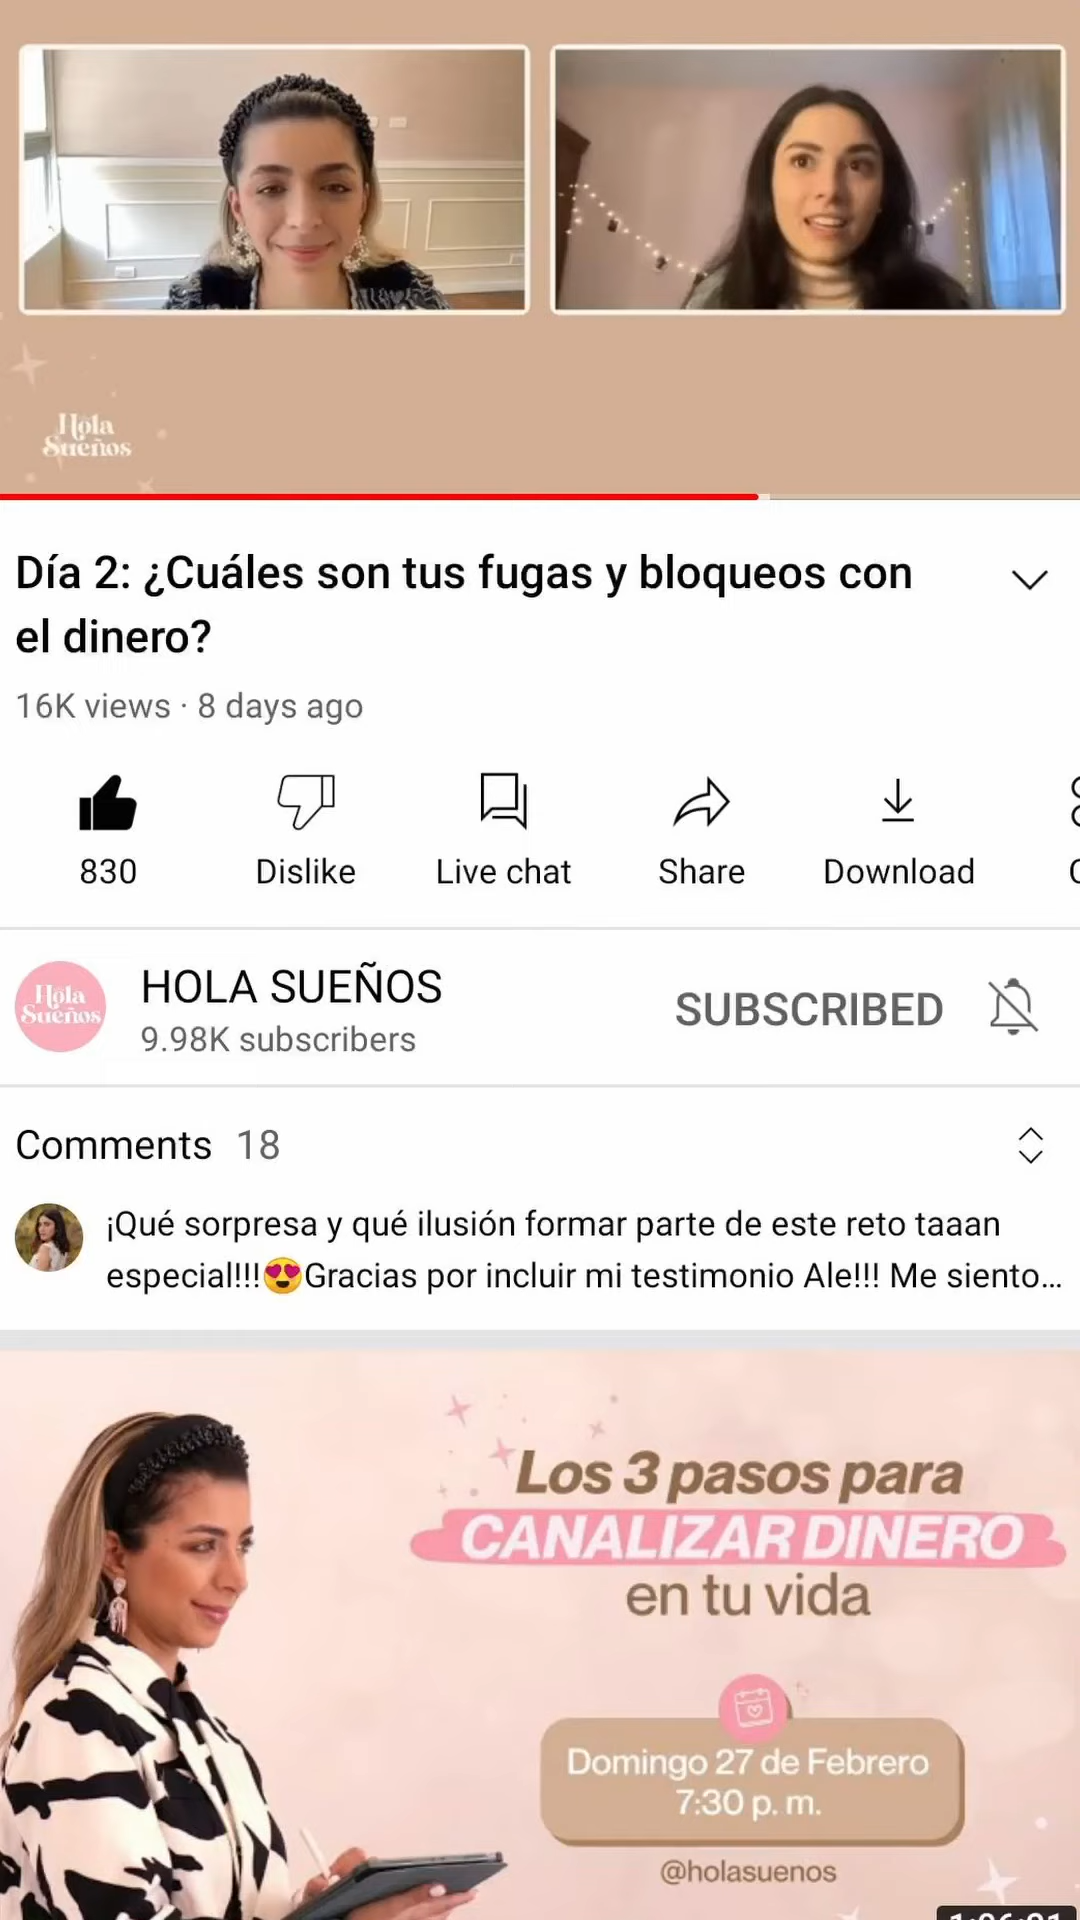 Hola
Sueños
Día 2: ¿Cuáles son tus fugas y bloqueos con
el dinero?
16K views · 8 days ago
830
Dislike
Live chat
Share
Download
Hola
Sueños
HOLA SUEÑOS
9.98K subscribers
SUBSCRIBED
Comments 18
¡Qué sorpresa y qué ilusión formar parte de este reto taaan
especial!!!😍Gracias por incluir mi testimonio Ale!!! Me siento...
Los 3 pasos para
CANALIZAR DINERO
en tu vida
Domingo 27 de Febrero
7:30 p. m.
@holasuenos